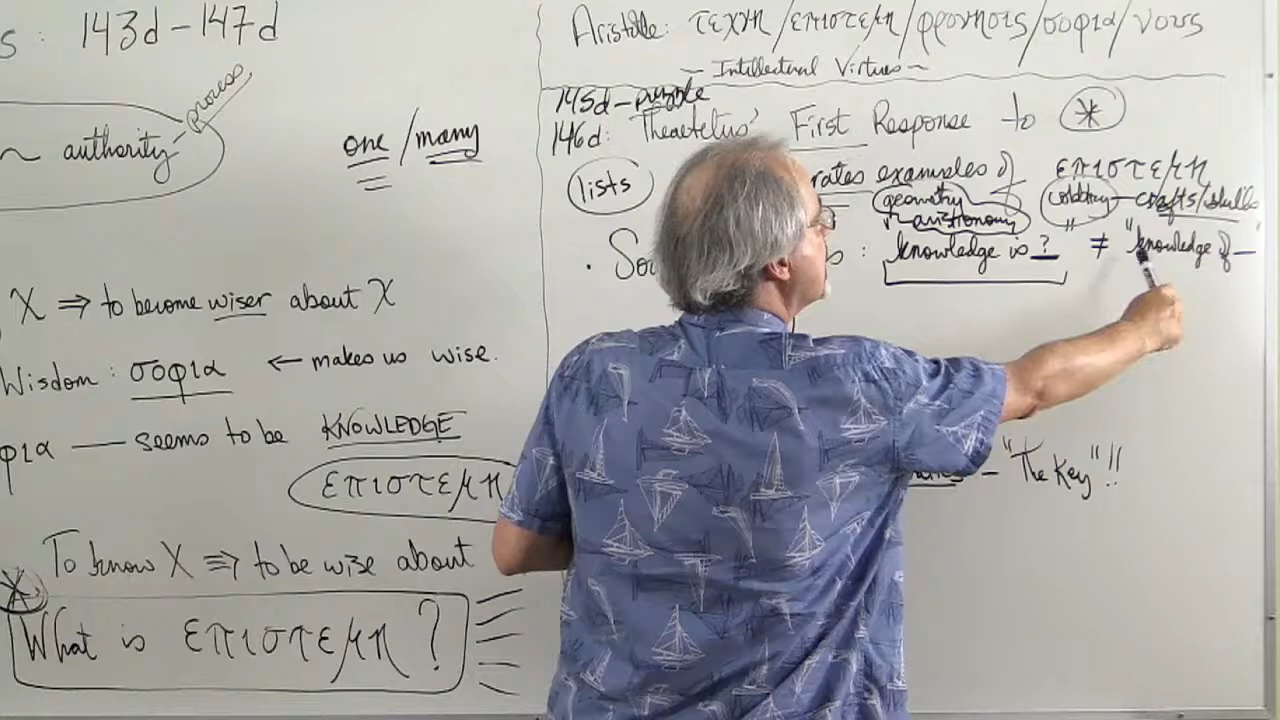 s: 143d-147d
~ authority - process
one / many
X ⇒ to become wiser about X
Wisdom: σοφια ← makes us wise.
φια — seems to be KNOWLEDGE
επιστεμη
To know X ⇒ to be wise about
*
What is επιστεμη ?
Aristotle: τεχνη / επιστεμη / φρονησις / σοφια / νους
~ Intellectual Virtues ~
145d - puzzle
146d: Theaetetus' First Response to *
lists
rates examples of επιστεμη
geometry
astronomy
cobblery - crafts/skills
• So s: "knowledge is ?" ≠ "knowledge of —"
— "The Key"!!